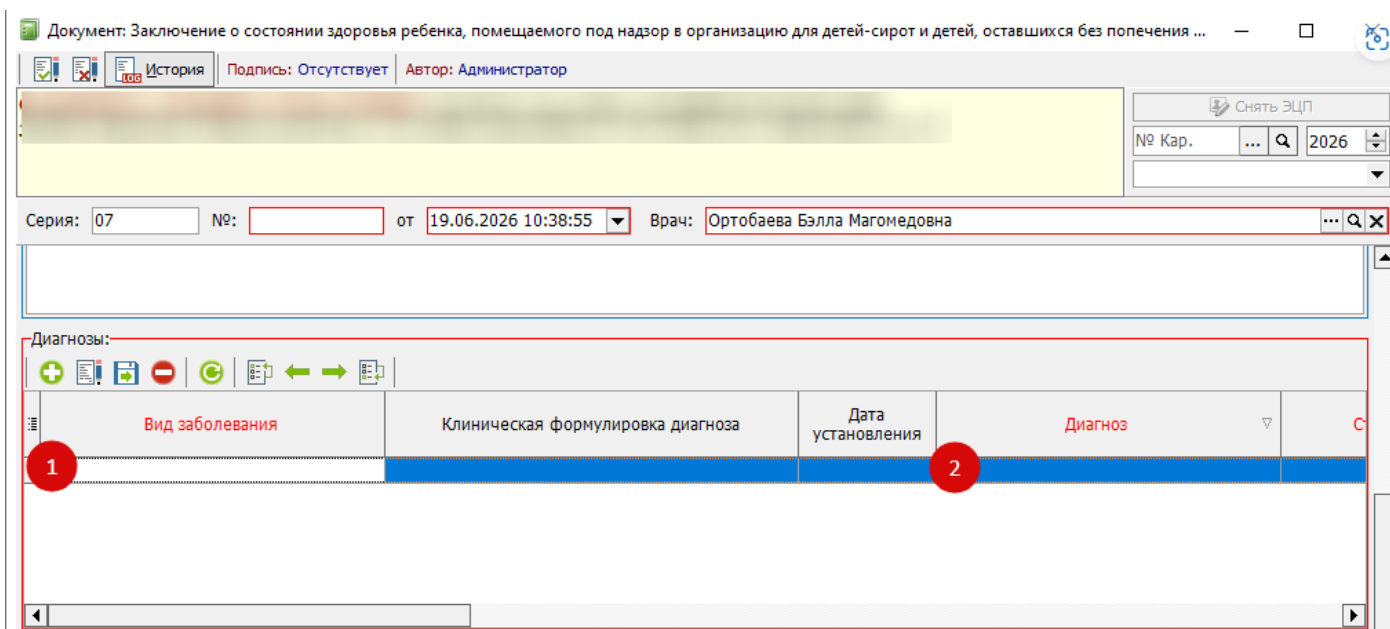 Документ: Заключение о состоянии здоровья ребенка, помещаемого под надзор в организацию для детей-сирот и детей, оставшихся без попечения ...
История Подпись: Отсутствует Автор: Администратор
Снять ЭЦП
№ Кар. ... 2026
Серия: 07 №: от 19.06.2026 10:38:55 Врач: Ортобаева Бэлла Магомедовна ...
Диагнозы:
Вид заболевания Клиническая формулировка диагноза Дата установления Диагноз
1 2